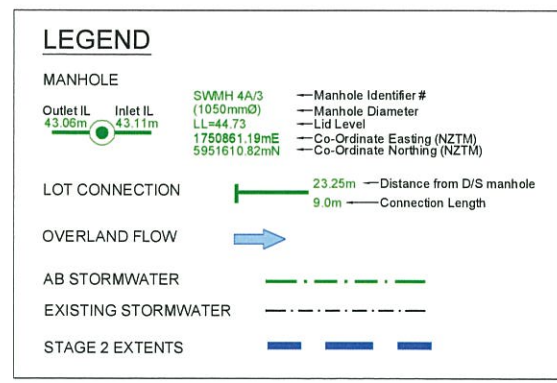 LEGEND
MANHOLE
Outlet IL Inlet IL
43.06m 43.11m
SWMH 4A/3 Manhole Identifier #
(1050mmØ) Manhole Diameter
LL=44.73 Lid Level
1750861.19mE Co-Ordinate Easting (NZTM)
5951610.82mN Co-Ordinate Northing (NZTM)
LOT CONNECTION
23.25m Distance from D/S manhole
9.0m Connection Length
OVERLAND FLOW
AB STORMWATER
EXISTING STORMWATER
STAGE 2 EXTENTS